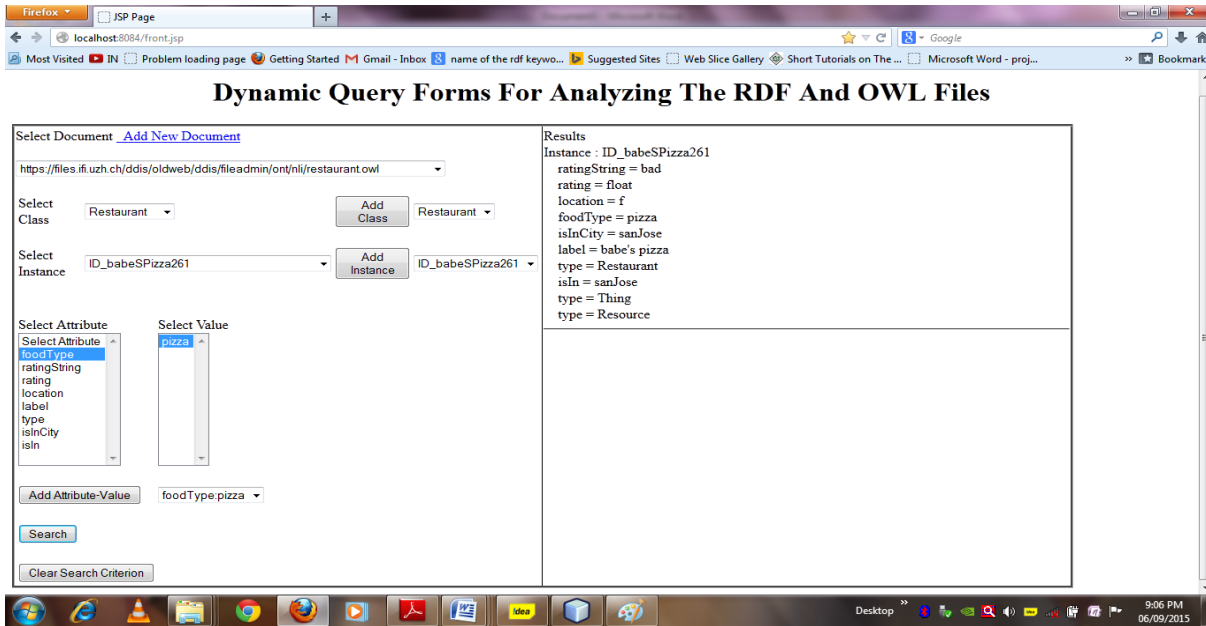 Firefox
JSP Page
+
localhost:8084/front.jsp
Google
Most Visited IN Problem loading page Getting Started Gmail - Inbox name of the rdf keywo... Suggested Sites Web Slice Gallery Short Tutorials on The ... Microsoft Word - proj... » Bookmark
Dynamic Query Forms For Analyzing The RDF And OWL Files
Select Document Add New Document
https://files.ifi.uzh.ch/ddis/oldweb/ddis/fileadmin/ont/nli/restaurant.owl
Select Class
Restaurant
Add Class
Restaurant
Select Instance
ID_babeSPizza261
Add Instance
ID_babeSPizza261
Select Attribute
Select Attribute
foodType
ratingString
rating
location
label
type
isInCity
isIn
Select Value
pizza
Add Attribute-Value
foodType:pizza
Search
Clear Search Criterion
Results
Instance : ID_babeSPizza261
ratingString = bad
rating = float
location = f
foodType = pizza
isInCity = sanJose
label = babe's pizza
type = Restaurant
isIn = sanJose
type = Thing
type = Resource
Idea
Desktop »
9:06 PM
06/09/2015